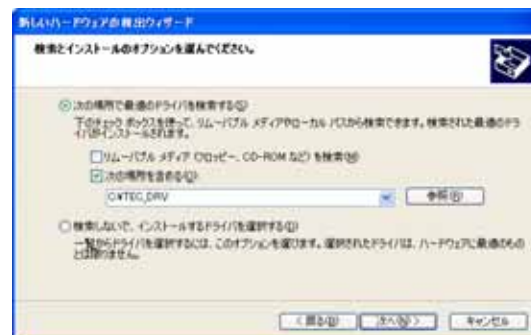 新しいハードウェアの検出ウィザード
検索とインストールのオプションを選んでください。
次の場所で最適のドライバを検索する(S)
下のチェック ボックスを使って、リムーバブル メディアやローカル パスから検索できます。検索された最適のドラ
イバがインストールされます。
リムーバブル メディア (フロッピー、CD-ROM など) を検索(M)
次の場所を含める(O)
C:¥TEC_DRV
参照(R)
検索しないで、インストールするドライバを選択する(D)
一覧からドライバを選択するには、このオプションを選びます。選択されたドライバは、ハードウェアに最適のもの
とは限りません。
< 戻る(B)
次へ(N) >
キャンセル